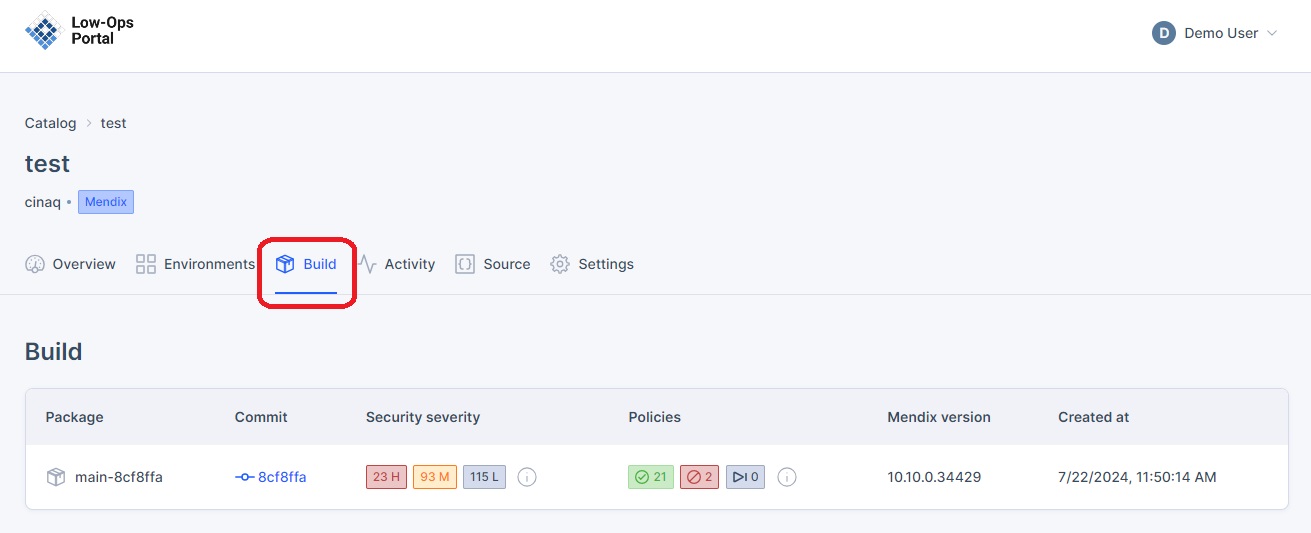 Low-Ops
Portal
D Demo User
Catalog > test
test
cinaq • Mendix
Overview Environments Build Activity Source Settings
Build
Package Commit Security severity Policies Mendix version Created at
main-8cf8ffa 8cf8ffa 23 H 93 M 115 L 21 2 0 10.10.0.34429 7/22/2024, 11:50:14 AM